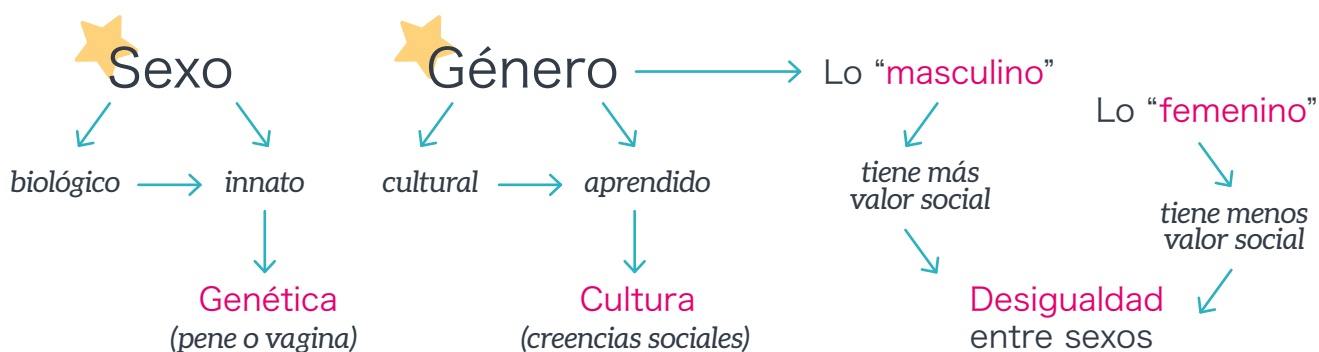 Sexo
biológico
innato
Genética
(pene o vagina)
Género
cultural
aprendido
Cultura
(creencias sociales)
Lo “masculino”
tiene más
valor social
Lo “femenino”
tiene menos
valor social
Desigualdad
entre sexos